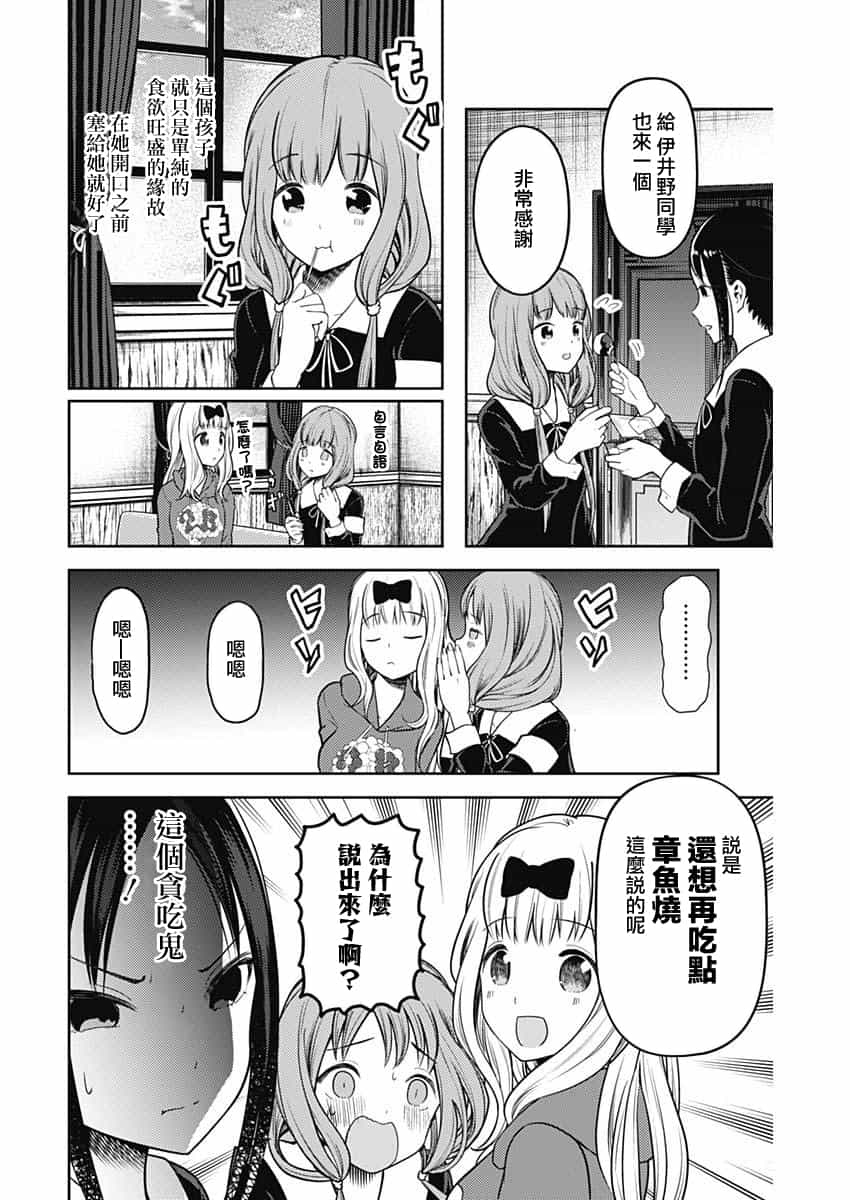 給 伊井野同學
也來一個
非常感謝
もぐ
もぐ
這個孩子
就只是單純的
食欲旺盛的緣故
在她開口之前
塞給她就好了
自言自語
怎麼了嗎?
………
ヒソ
ヒソ
嗯嗯
嗯—嗯嗯
説是
還想再吃點
章魚燒
這麼説的呢
為什麼
説出來了啊?
這個貪吃鬼
……!